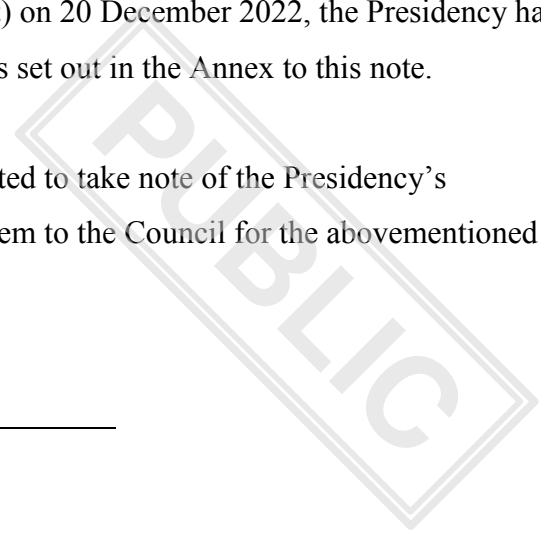 ) on 20 December 2022, the Presidency ha
s set out in the Annex to this note.
ted to take note of the Presidency’s
em to the Council for the abovementioned
PUBLIC